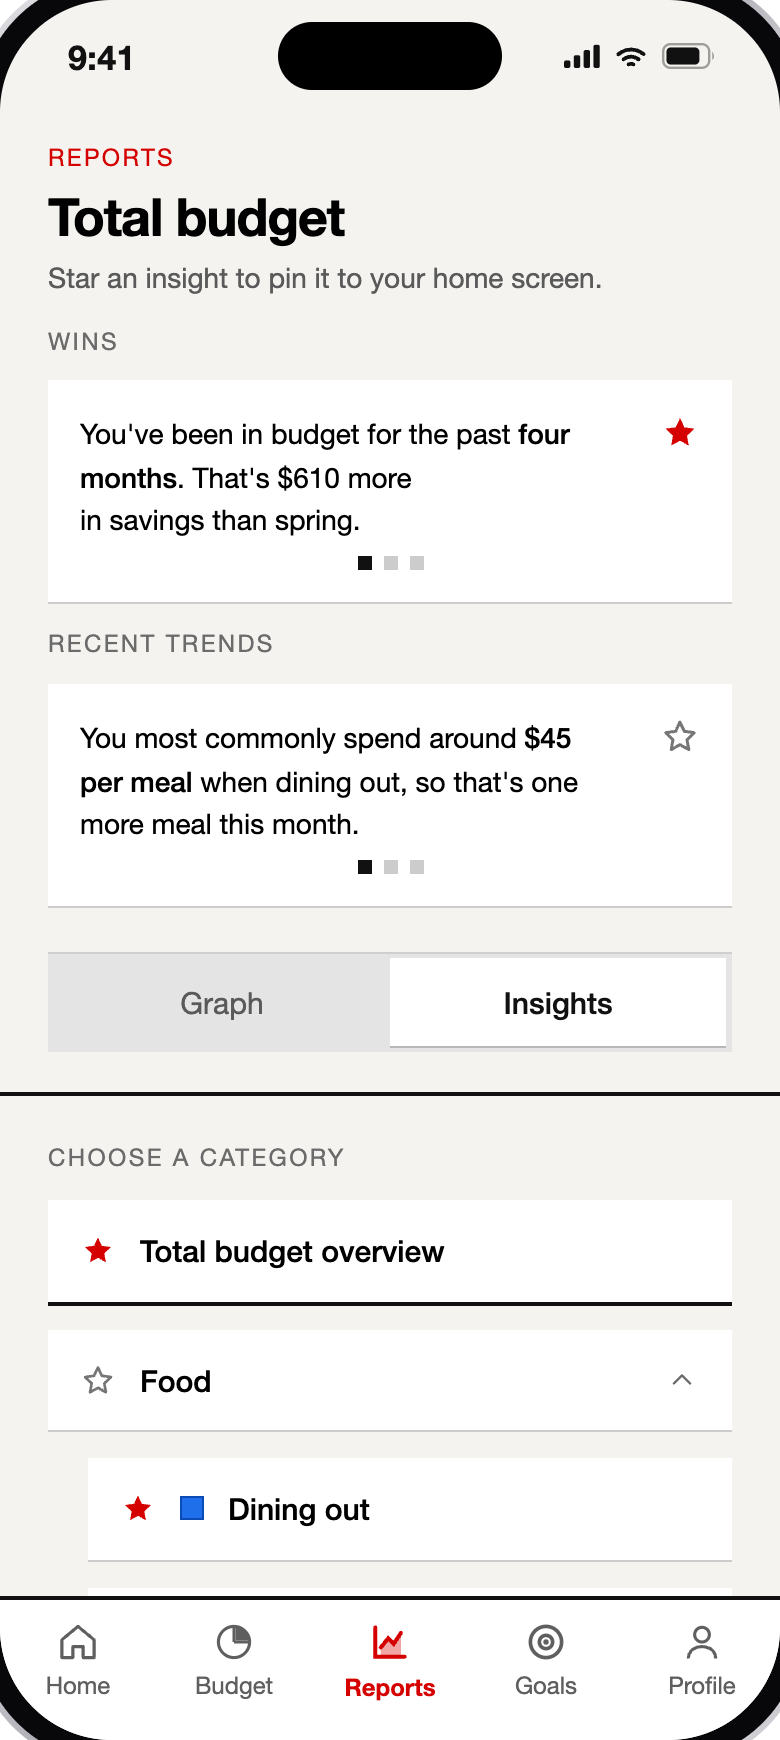 9:41
REPORTS
Total budget
Star an insight to pin it to your home screen.
WINS
You've been in budget for the past four
months. That's $610 more
in savings than spring.
RECENT TRENDS
You most commonly spend around $45
per meal when dining out, so that's one
more meal this month.
Graph
Insights
CHOOSE A CATEGORY
Total budget overview
Food
Dining out
Home
Budget
Reports
Goals
Profile